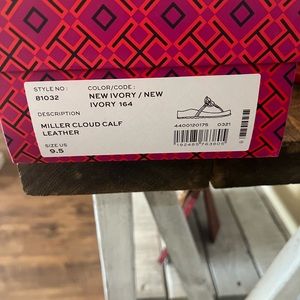 STYLE NO:
81032
COLOR/CODE:
NEW IVORY / NEW
IVORY 164
DESCRIPTION
MILLER CLOUD CALF
LEATHER
SIZE US
9.5
4400120175 0321